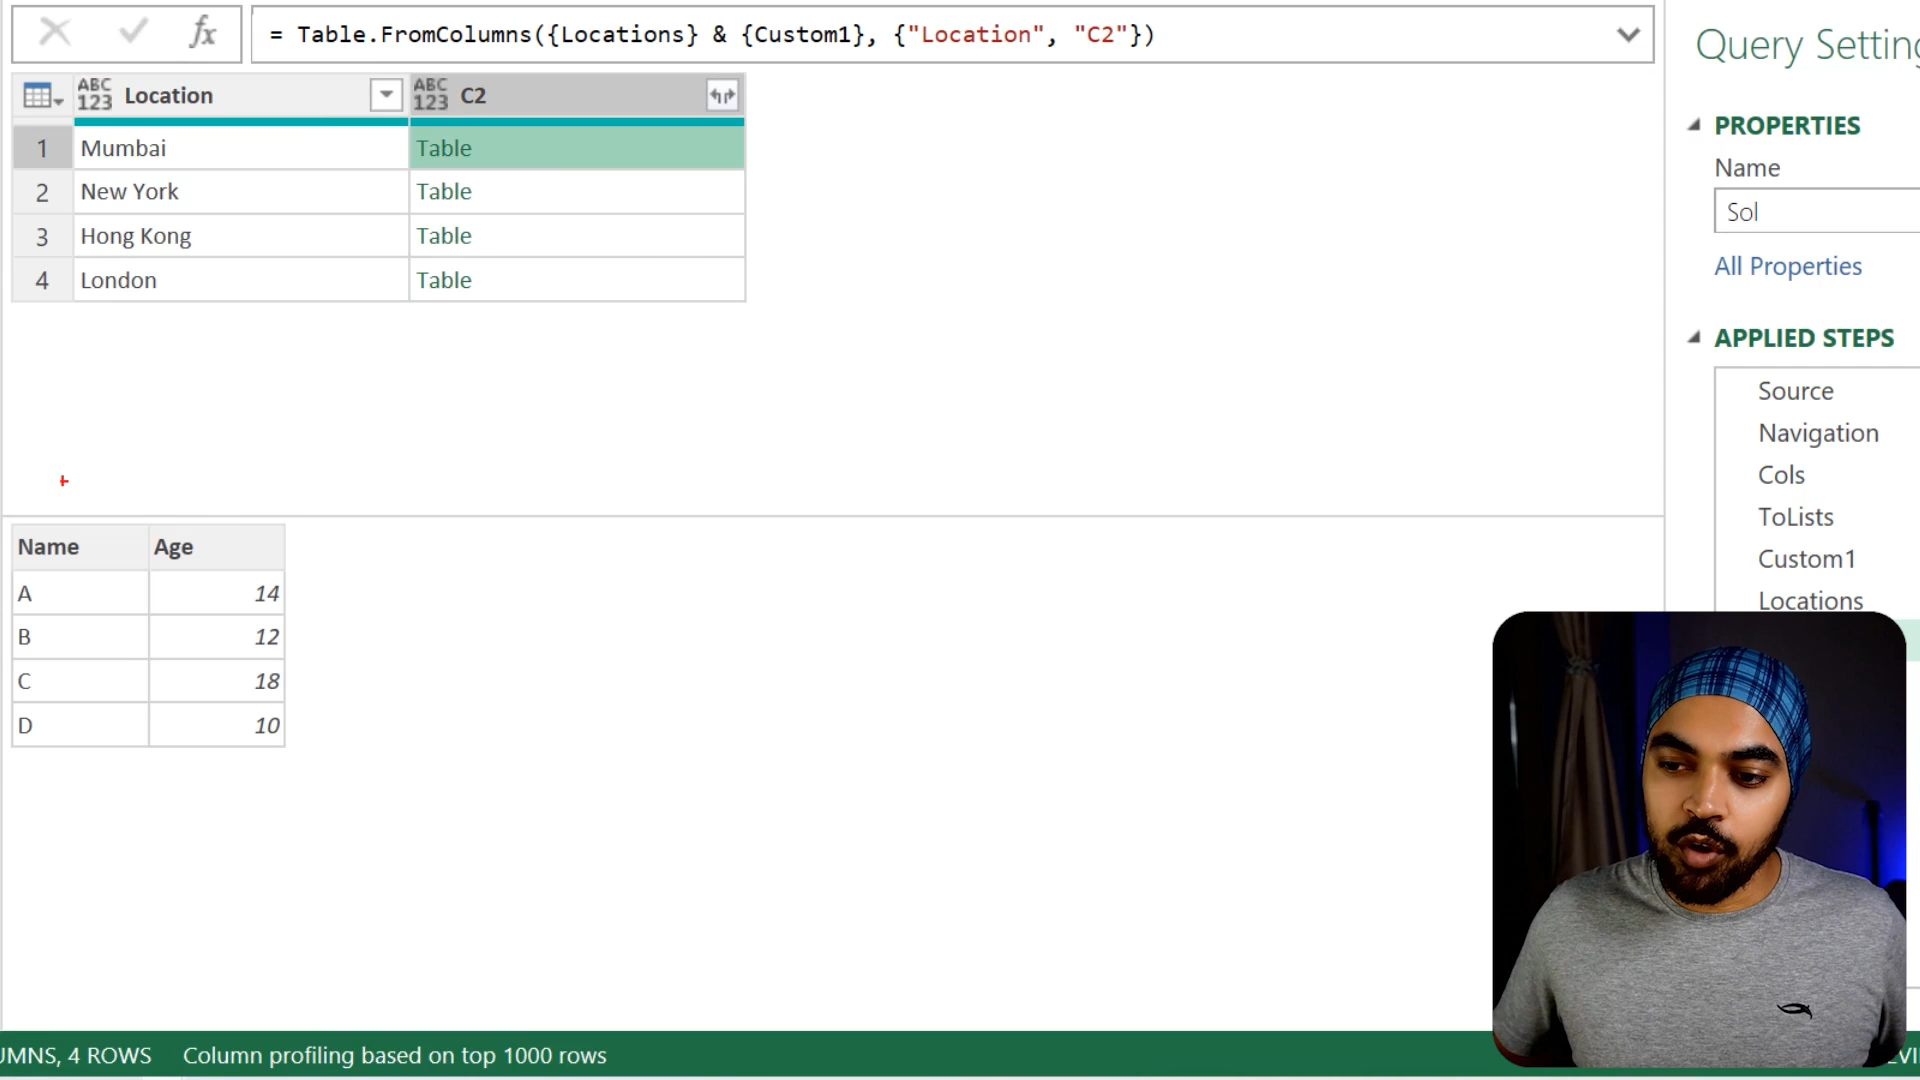 fx
= Table.FromColumns({Locations} & {Custom1}, {"Location", "C2"})
ABC 123 Location
ABC 123 C2
1 Mumbai Table
2 New York Table
3 Hong Kong Table
4 London Table
Name Age
A 14
B 12
C 18
D 10
Query Setting
PROPERTIES
Name
Sol
All Properties
APPLIED STEPS
Source
Navigation
Cols
ToLists
Custom1
Locations
UMNS, 4 ROWS
Column profiling based on top 1000 rows